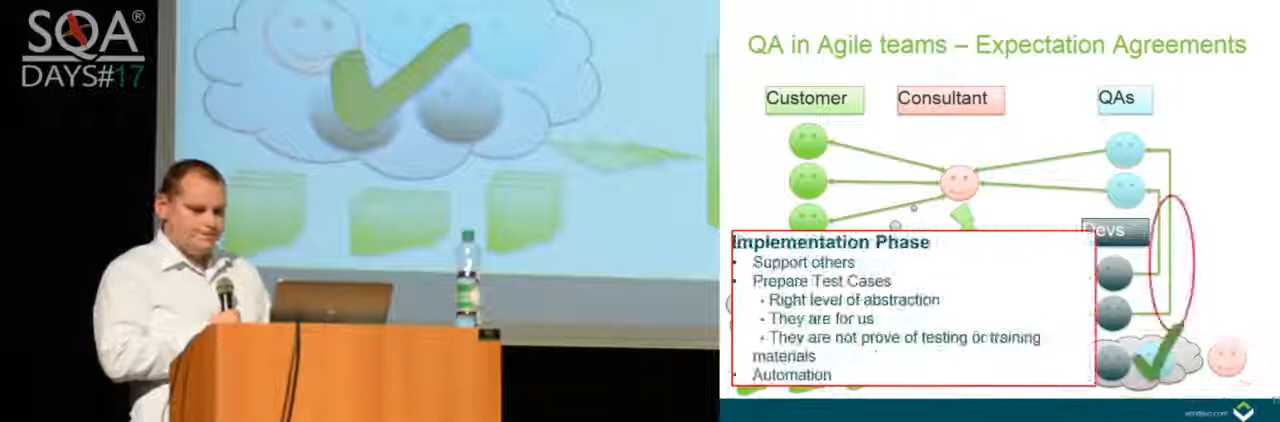 SQA®
DAYS#17
QA in Agile teams – Expectation Agreements
Customer
Consultant
QAs
Devs
Implementation Phase
• Support others
• Prepare Test Cases
- Right level of abstraction
- They are for us
- They are not prove of testing or training
materials
• Automation